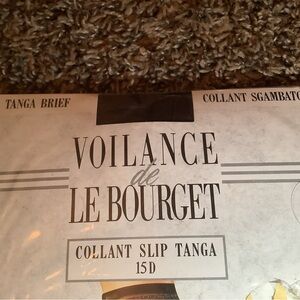 TANGA BRIEF
COLLANT SGAMBATO
VOILANCE
de
LE BOURGET
COLLANT SLIP TANGA
15D